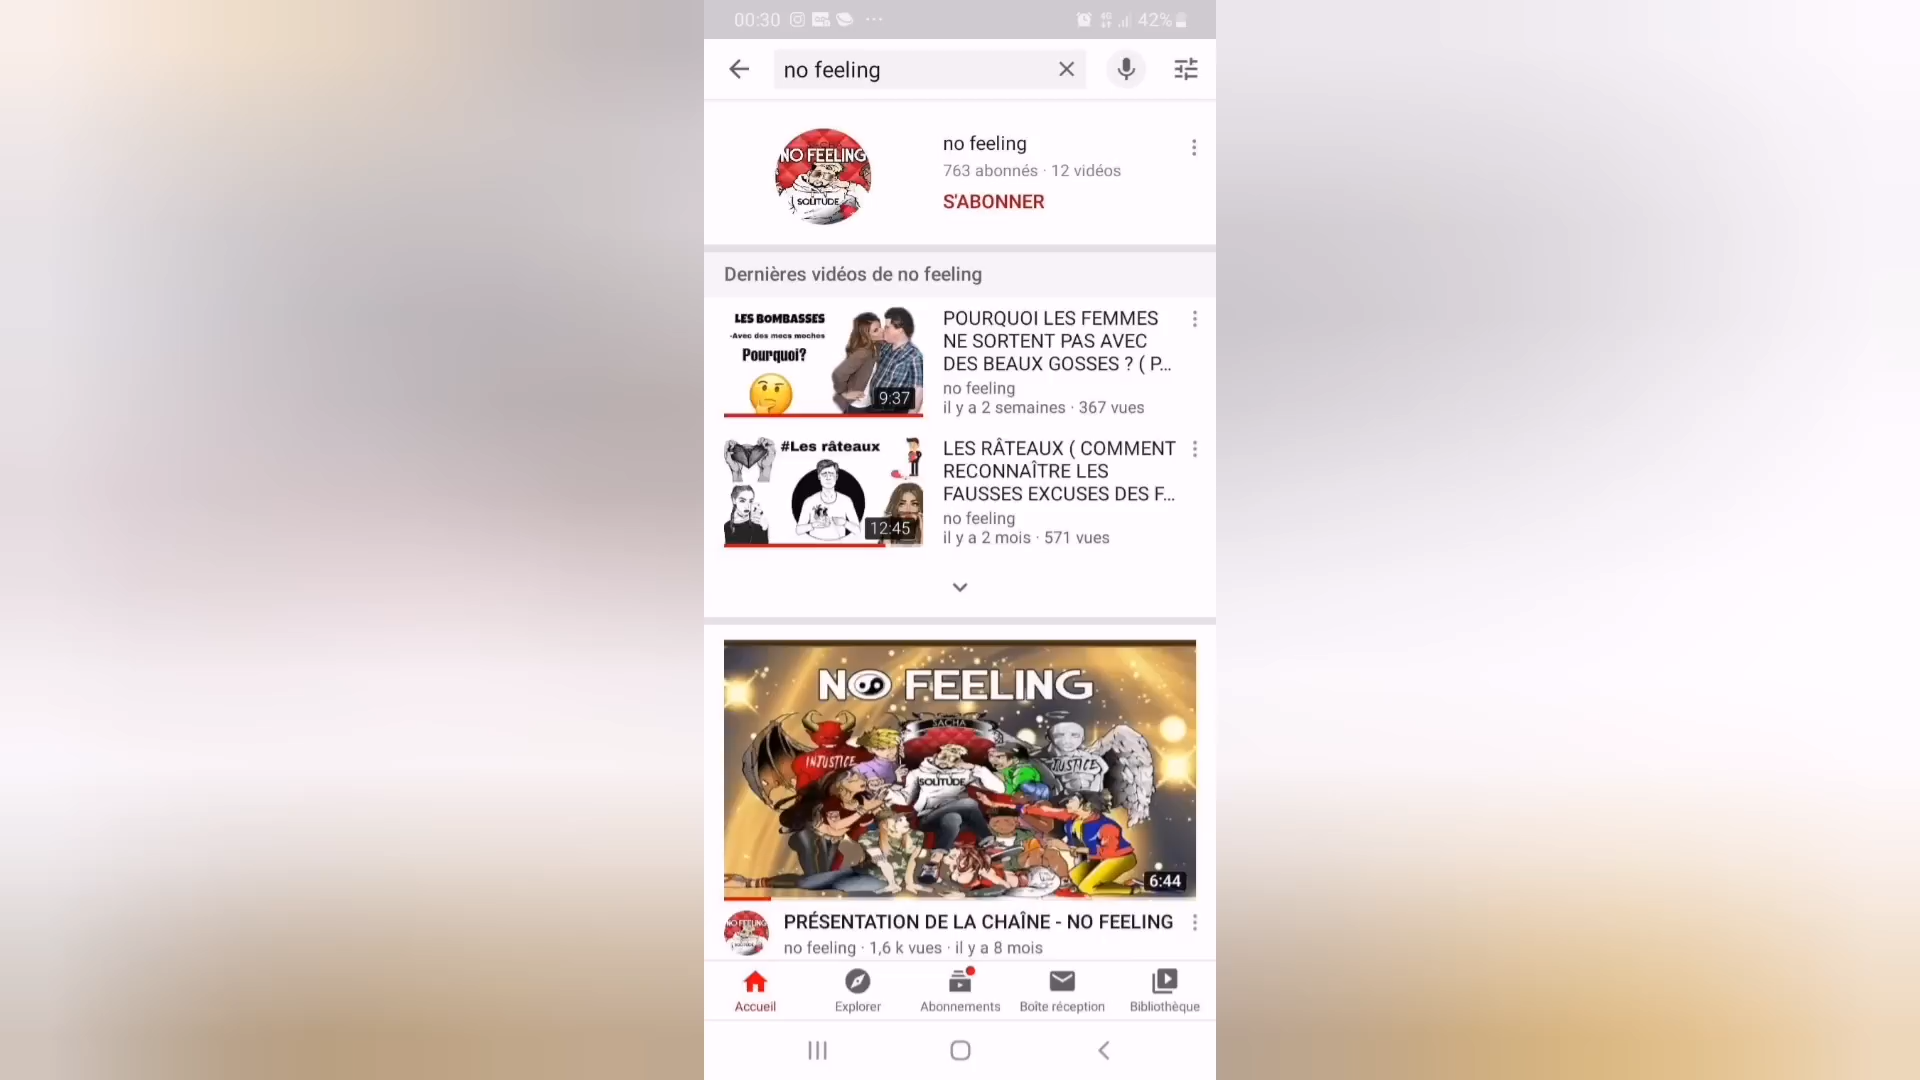 00:30
42%
no feeling
NO FEELING
SOLITUDE
no feeling
763 abonnés · 12 vidéos
S'ABONNER
Dernières vidéos de no feeling
LES BOMBASSES
-Avec des mecs moches
Pourquoi?
9:37
POURQUOI LES FEMMES
NE SORTENT PAS AVEC
DES BEAUX GOSSES ? ( P...
no feeling
il y a 2 semaines · 367 vues
#Les râteaux
12:45
LES RÂTEAUX ( COMMENT
RECONNAÎTRE LES
FAUSSES EXCUSES DES F...
no feeling
il y a 2 mois · 571 vues
NO FEELING
SACHA
INJUSTICE
SOLITUDE
JUSTICE
6:44
NO FEELING
PRÉSENTATION DE LA CHAÎNE - NO FEELING
no feeling · 1,6 k vues · il y a 8 mois
Accueil
Explorer
Abonnements
Boîte réception
Bibliothèque